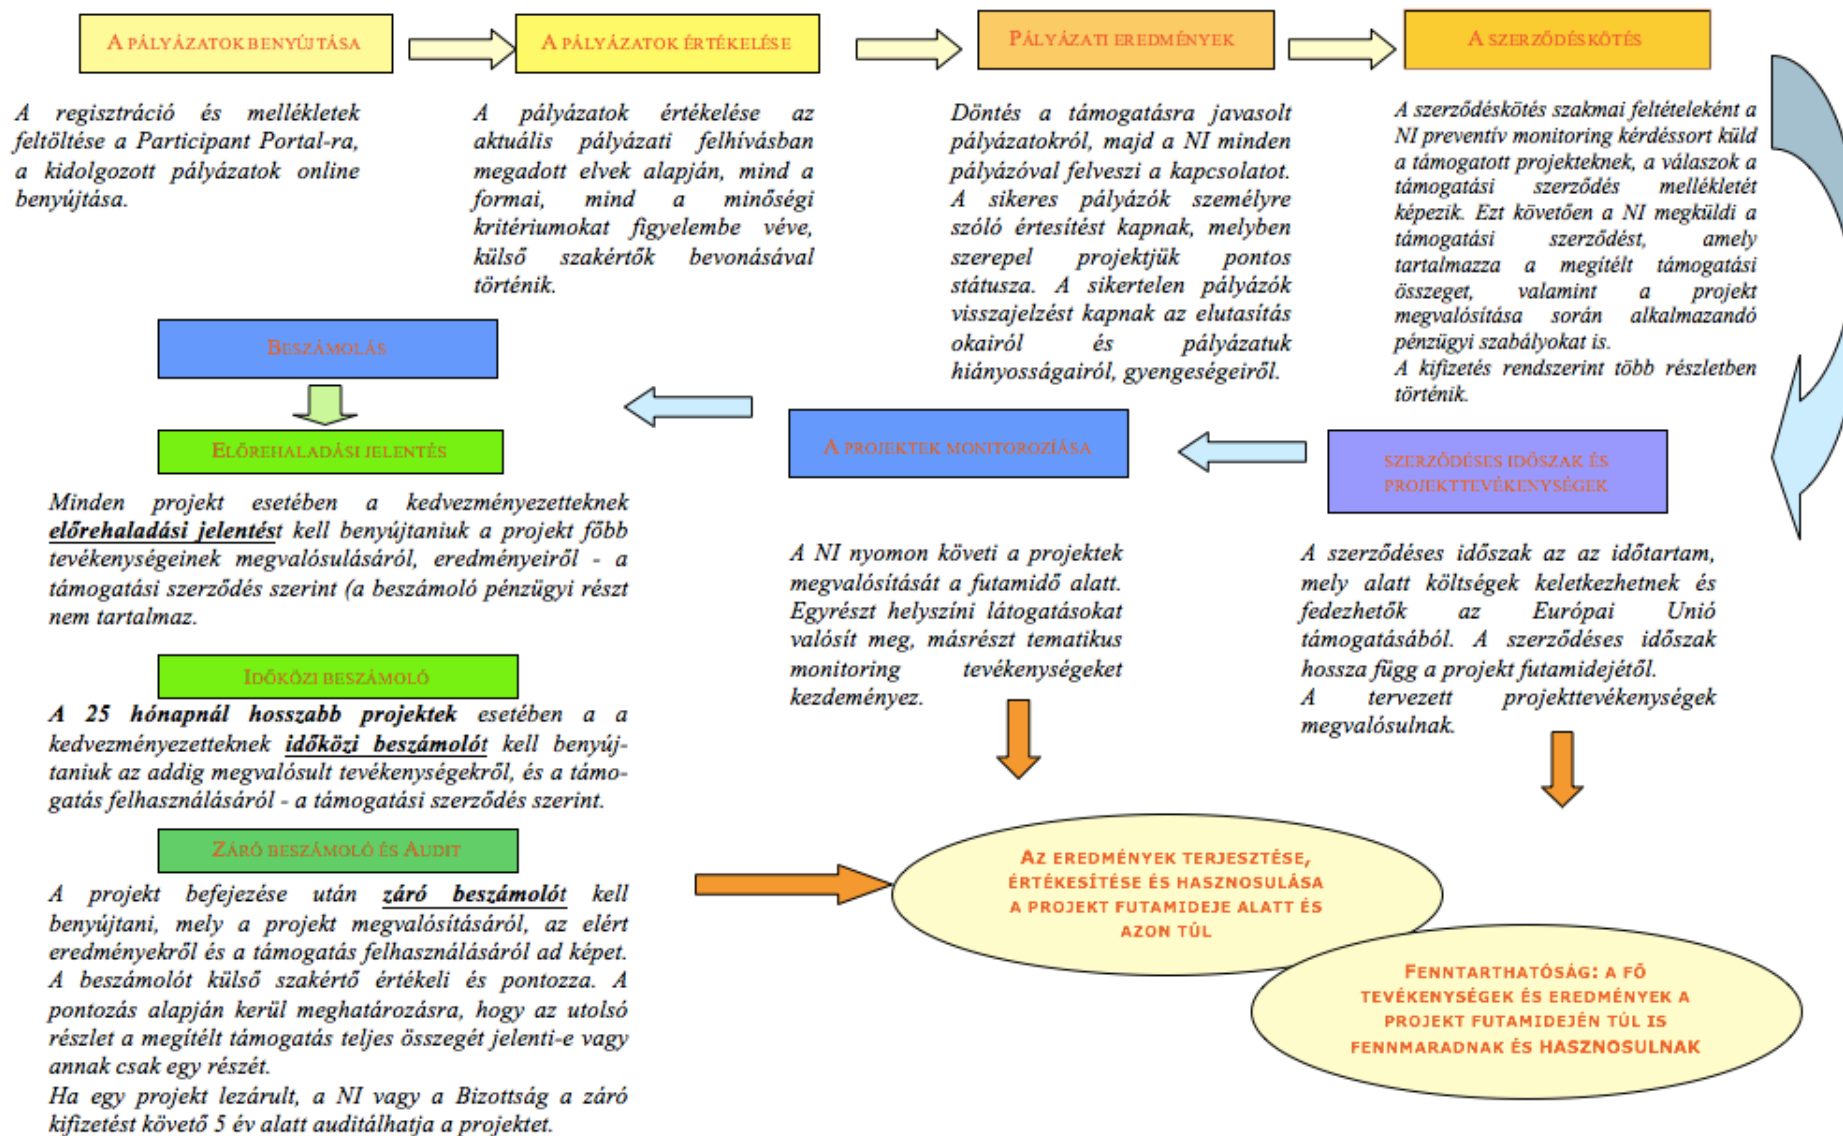 A PÁLYÁZATOK BENYÚJTÁSA
A regisztráció és mellékletek
feltöltése a Participant Portal-ra,
a kidolgozott pályázatok online
benyújtása.
A PÁLYÁZATOK ÉRTÉKELÉSE
A pályázatok értékelése az
aktuális pályázati felhívásban
megadott elvek alapján, mind a
formai, mind a minőségi
kritériumokat figyelembe véve,
külső szakértők bevonásával
történik.
PÁLYÁZATI EREDMÉNYEK
Döntés a támogatásra javasolt
pályázatokról, majd a NI minden
pályázóval felveszi a kapcsolatot.
A sikeres pályázók személyre
szóló értesítést kapnak, melyben
szerepel projektjük pontos
státusza. A sikertelen pályázók
visszajelzést kapnak az elutasítás
okairól és pályázatuk
hiányosságairól, gyengeségeiről.
A SZERZŐDÉSKÖTÉS
A szerződéskötés szakmai feltételeként a
NI preventív monitoring kérdéssort küld
a támogatott projekteknek, a válaszok a
támogatási szerződés mellékletét
képezik. Ezt követően a NI megküldi a
támogatási szerződést, amely
tartalmazza a megítélt támogatási
összeget, valamint a projekt
megvalósítása során alkalmazandó
pénzügyi szabályokat is.
A kifizetés rendszerint több részletben
történik.
SZERZŐDÉSES IDŐSZAK ÉS
PROJEKTTEVÉKENYSÉGEK
A szerződéses időszak az az időtartam,
mely alatt költségek keletkezhetnek és
fedezhetők az Európai Unió
támogatásából. A szerződéses időszak
hossza függ a projekt futamidejétől.
A tervezett projekttevékenységek
megvalósulnak.
A PROJEKTEK MONITOROZÍÁSA
A NI nyomon követi a projektek
megvalósítását a futamidő alatt.
Egyrészt helyszíni látogatásokat
valósít meg, másrészt tematikus
monitoring tevékenységeket
kezdeményez.
BESZÁMOLÁS
ELŐREHALADÁSI JELENTÉS
Minden projekt esetében a kedvezményezetteknek
előrehaladási jelentést kell benyújtaniuk a projekt főbb
tevékenységeinek megvalósulásáról, eredményeiről - a
támogatási szerződés szerint (a beszámoló pénzügyi részt
nem tartalmaz.
IDŐKÖZI BESZÁMOLÓ
A 25 hónapnál hosszabb projektek esetében a a
kedvezményezetteknek időközi beszámolót kell benyúj-
taniuk az addig megvalósult tevékenységekről, és a támo-
gatás felhasználásáról - a támogatási szerződés szerint.
ZÁRÓ BESZÁMOLÓ ÉS AUDIT
A projekt befejezése után záró beszámolót kell
benyújtani, mely a projekt megvalósításáról, az elért
eredményekről és a támogatás felhasználásáról ad képet.
A beszámolót külső szakértő értékeli és pontozza. A
pontozás alapján kerül meghatározásra, hogy az utolsó
részlet a megítélt támogatás teljes összegét jelenti-e vagy
annak csak egy részét.
Ha egy projekt lezárult, a NI vagy a Bizottság a záró
kifizetést követő 5 év alatt auditálhatja a projektet.
AZ EREDMÉNYEK TERJESZTÉSE,
ÉRTÉKESÍTÉSE ÉS HASZNOSULÁSA
A PROJEKT FUTAMIDEJE ALATT ÉS
AZON TÚL
FENNTARTHATÓSÁG: A FŐ
TEVÉKENYSÉGEK ÉS EREDMÉNYEK A
PROJEKT FUTAMIDEJÉN TÚL IS
FENNMARADNAK ÉS HASZNOSULNAK